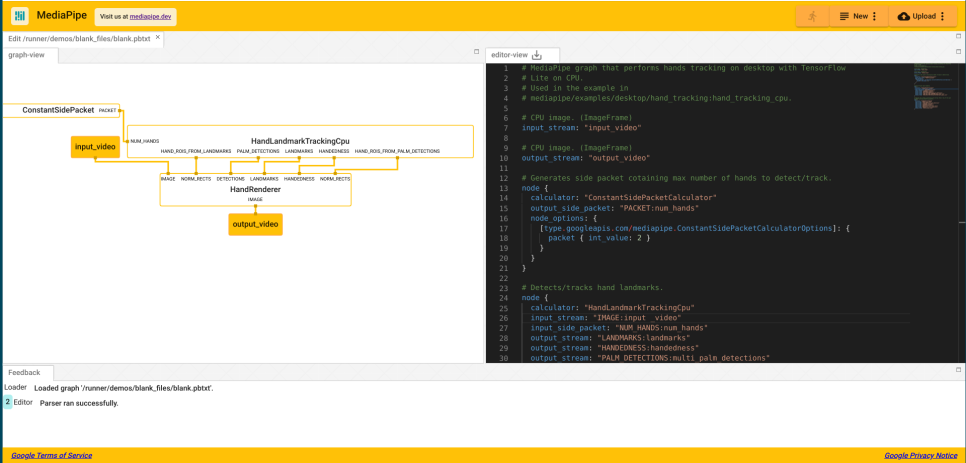 MediaPipe
Visit us at mediapipe.dev
New
Upload
Edit /runner/demos/blank_files/blank.pbtxt ×
graph-view
ConstantSidePacket PACKET
input_video
NUM_HANDS
HandLandmarkTrackingCpu
HAND_ROIS_FROM_LANDMARKS PALM_DETECTIONS LANDMARKS HANDEDNESS HAND_ROIS_FROM_PALM_DETECTIONS
IMAGE NORM_RECTS DETECTIONS LANDMARKS HANDEDNESS NORM_RECTS
HandRenderer
IMAGE
output_video
editor-view
1 # MediaPipe graph that performs hands tracking on desktop with TensorFlow
2 # Lite on CPU.
3 # Used in the example in
4 # mediapipe/examples/desktop/hand_tracking:hand_tracking_cpu.
5
6 # CPU image. (ImageFrame)
7 input_stream: "input_video"
8
9 # CPU image. (ImageFrame)
10 output_stream: "output_video"
11
12 # Generates side packet cotaining max number of hands to detect/track.
13 node {
14 calculator: "ConstantSidePacketCalculator"
15 output_side_packet: "PACKET:num_hands"
16 node_options: {
17 [type.googleapis.com/mediapipe.ConstantSidePacketCalculatorOptions]: {
18 packet { int_value: 2 }
19 }
20 }
21 }
22
23 # Detects/tracks hand landmarks.
24 node {
25 calculator: "HandLandmarkTrackingCpu"
26 input_stream: "IMAGE:input _video"
27 input_side_packet: "NUM_HANDS:num_hands"
28 output_stream: "LANDMARKS:landmarks"
29 output_stream: "HANDEDNESS:handedness"
30 output_stream: "PALM_DETECTIONS:multi_palm_detections"
Feedback
Loader Loaded graph '/runner/demos/blank_files/blank.pbtxt'.
2 Editor Parser ran successfully.
Google Terms of Service
Google Privacy Notice